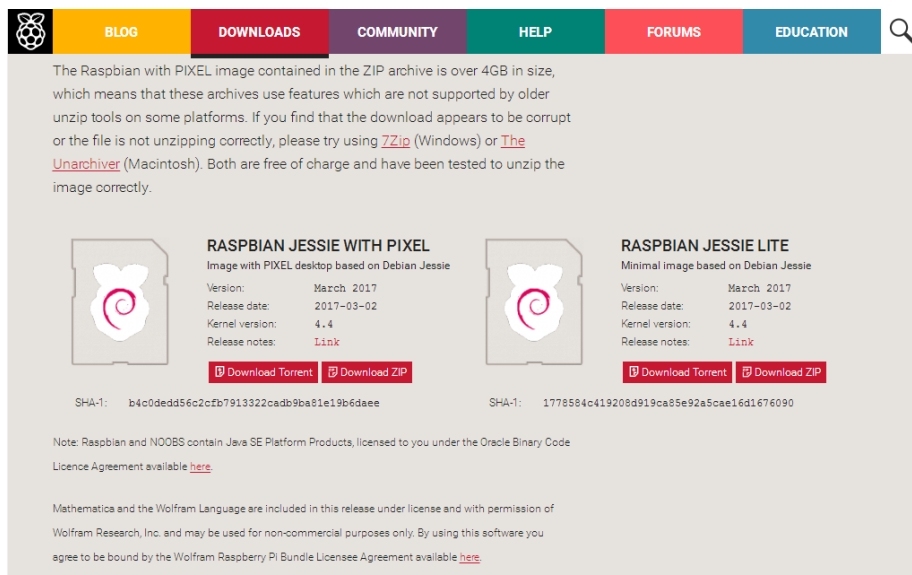 BLOG DOWNLOADS COMMUNITY HELP FORUMS EDUCATION
The Raspbian with PIXEL image contained in the ZIP archive is over 4GB in size,
which means that these archives use features which are not supported by older
unzip tools on some platforms. If you find that the download appears to be corrupt
or the file is not unzipping correctly, please try using 7Zip (Windows) or The
Unarchiver (Macintosh). Both are free of charge and have been tested to unzip the
image correctly.
RASPBIAN JESSIE WITH PIXEL
Image with PIXEL desktop based on Debian Jessie
Version: March 2017
Release date: 2017-03-02
Kernel version: 4.4
Release notes: Link
Download Torrent Download ZIP
SHA-1: b4c0dedd56c2cfb7913322cadb9ba81e19b6daee
RASPBIAN JESSIE LITE
Minimal image based on Debian Jessie
Version: March 2017
Release date: 2017-03-02
Kernel version: 4.4
Release notes: Link
Download Torrent Download ZIP
SHA-1: 1778584c419208d919ca85e92a5cae16d1676090
Note: Raspbian and NOOBS contain Java SE Platform Products, licensed to you under the Oracle Binary Code
Licence Agreement available here.
Mathematica and the Wolfram Language are included in this release under license and with permission of
Wolfram Research, Inc. and may be used for non-commercial purposes only. By using this software you
agree to be bound by the Wolfram Raspberry Pi Bundle Licensee Agreement available here.